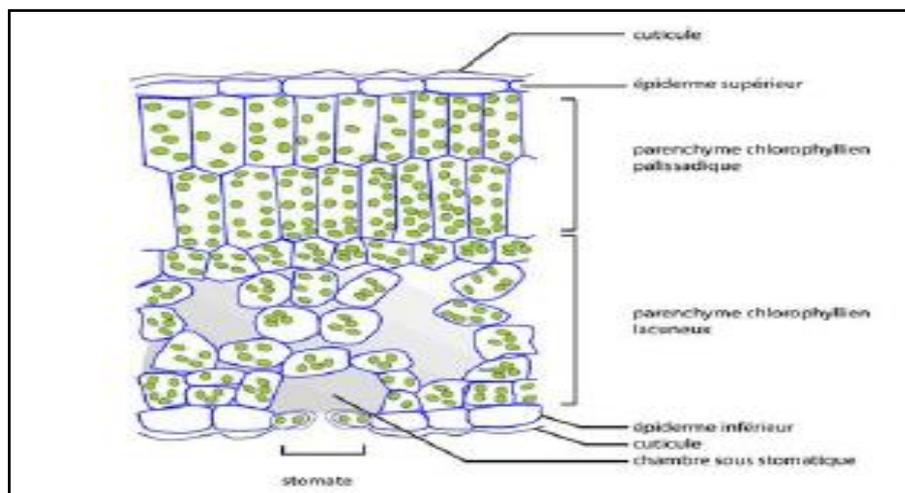 cuticule
épiderme supérieur
parenchyme chlorophyllien
palissadique
parenchyme chlorophyllien
lacuneux
épiderme inférieur
cuticule
chambre sous stomatique
stomate